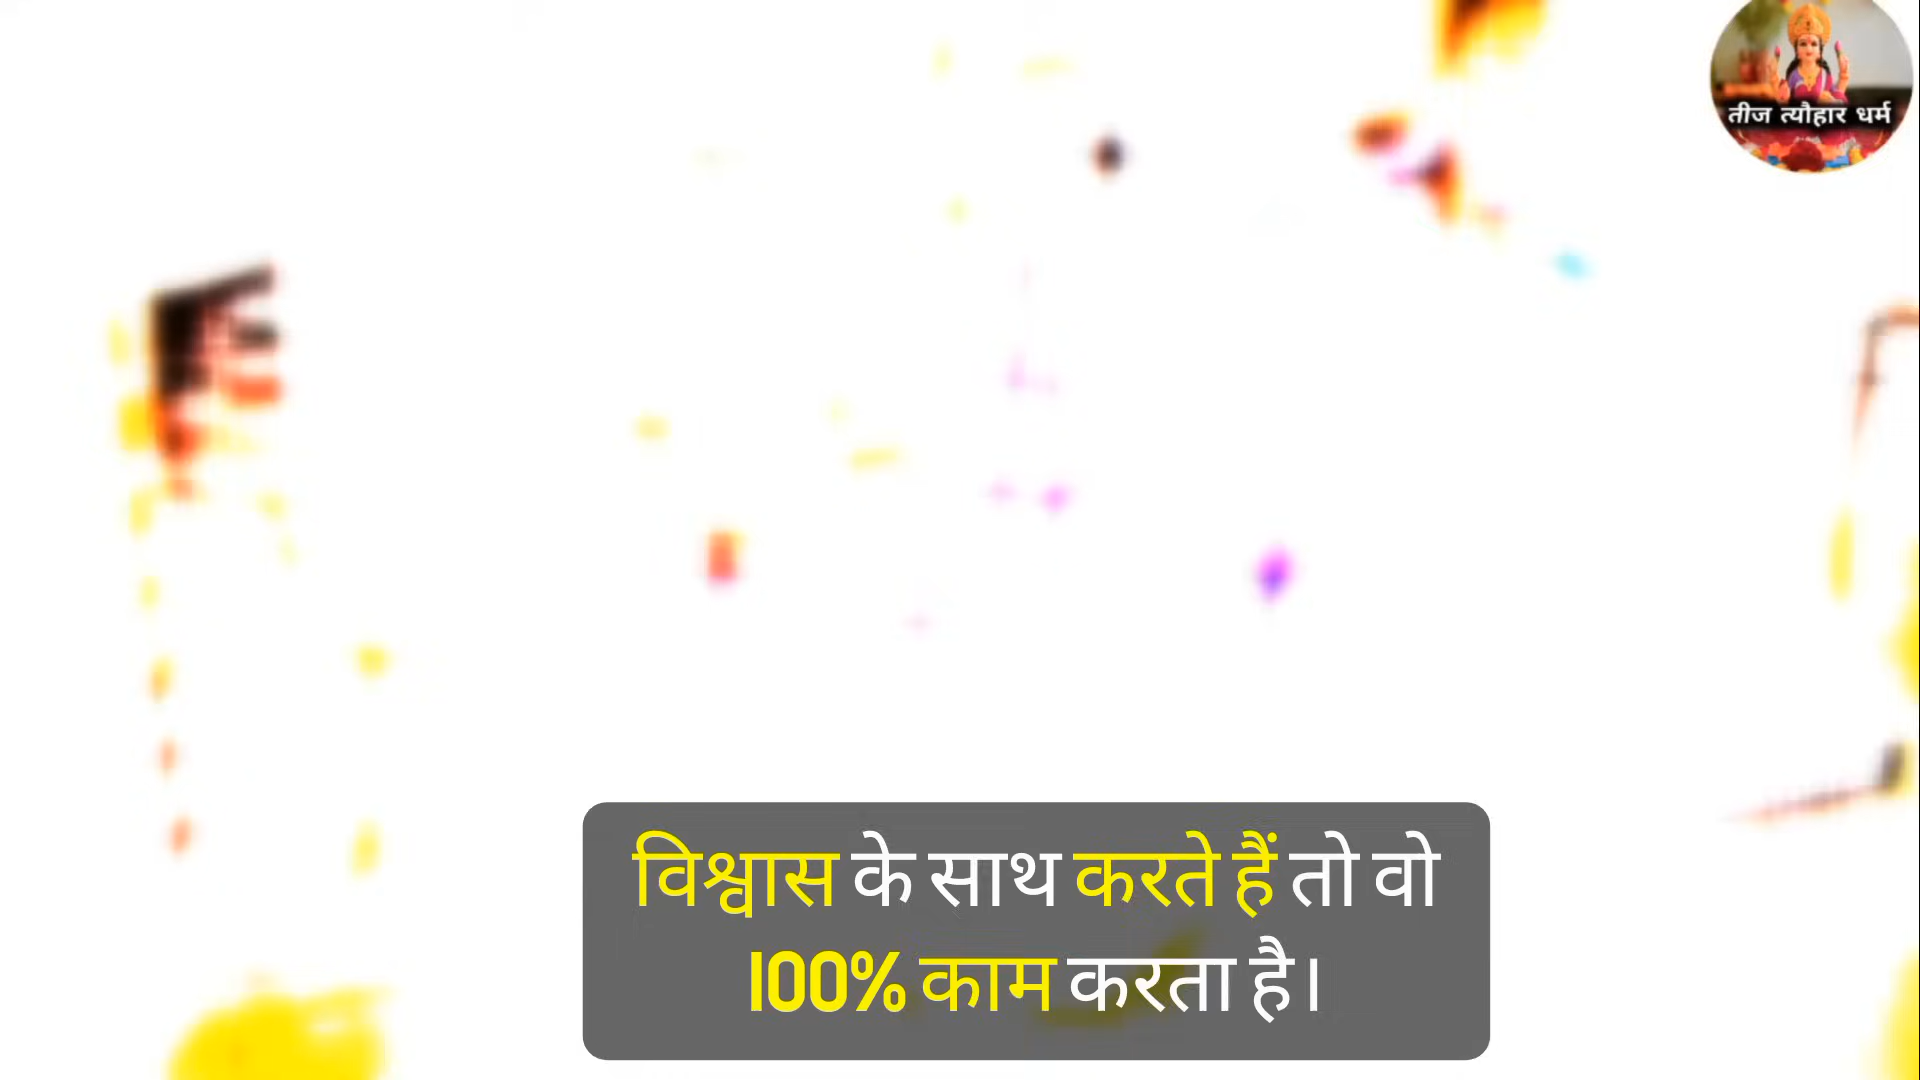 तीज त्यौहार धर्म
विश्वास के साथ करते हैं तो वो
100% काम करता है।